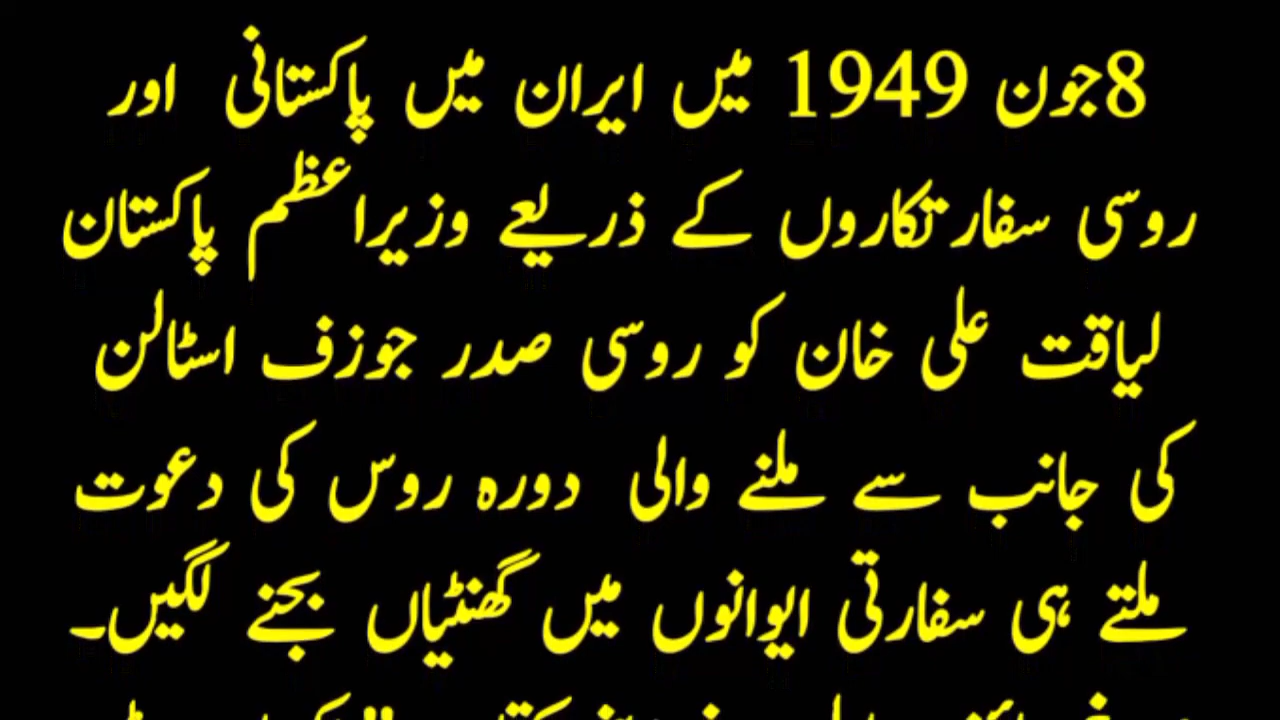 8جون 1949 میں ایران میں پاکستانی اور
روسی سفارتکاروں کے ذریعے وزیراعظم پاکستان
لیاقت علی خان کو روسی صدر جوزف اسٹالن
کی جانب سے ملنے والی دورہ روس کی دعوت
ملتے ہی سفارتی ایوانوں میں گھنٹیاں بجنے لگیں۔